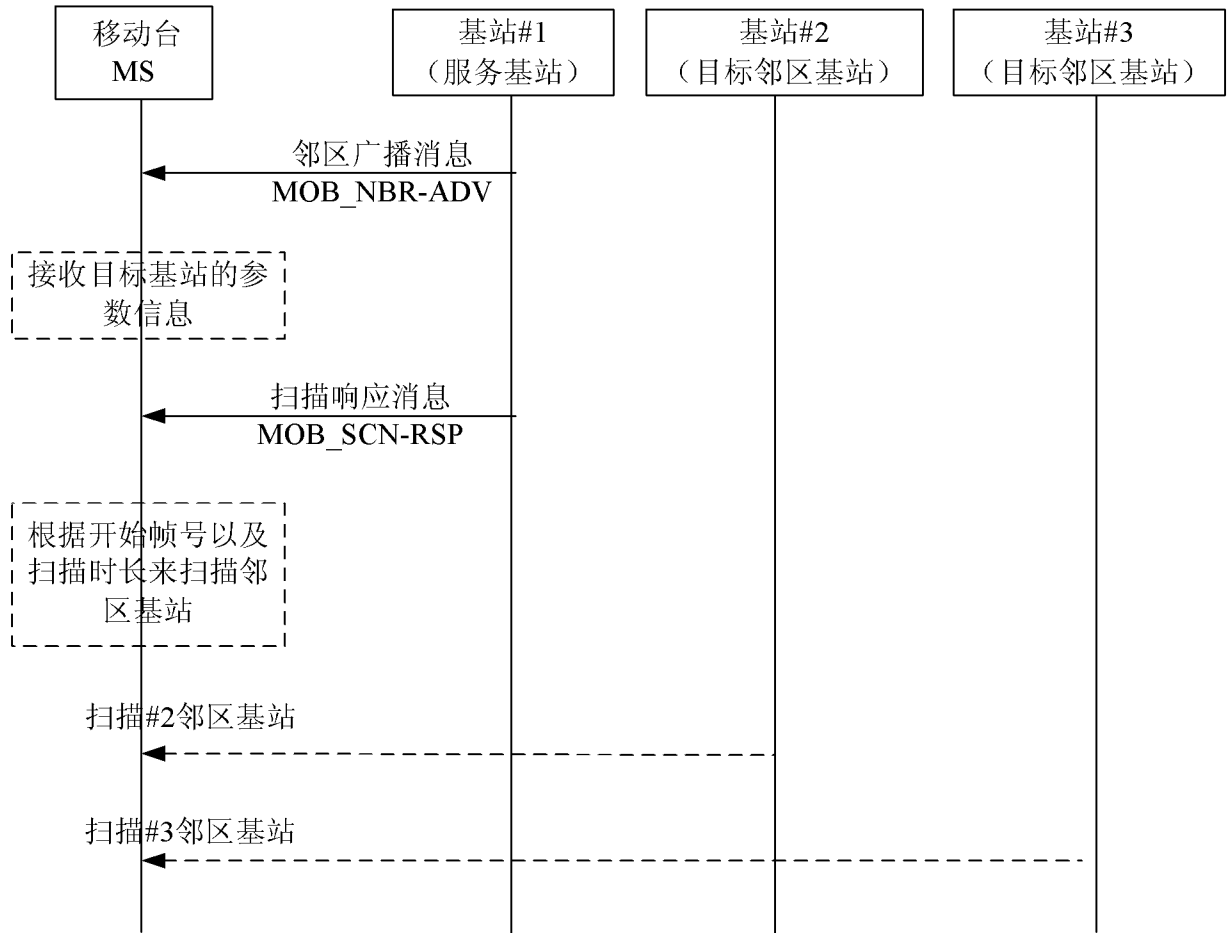 移动台
MS
基站#1
（服务基站）
基站#2
（目标邻区基站）
基站#3
（目标邻区基站）
邻区广播消息
MOB_NBR-ADV
接收目标基站的参
数信息
扫描响应消息
MOB_SCN-RSP
根据开始帧号以及
扫描时长来扫描邻
区基站
扫描#2邻区基站
扫描#3邻区基站